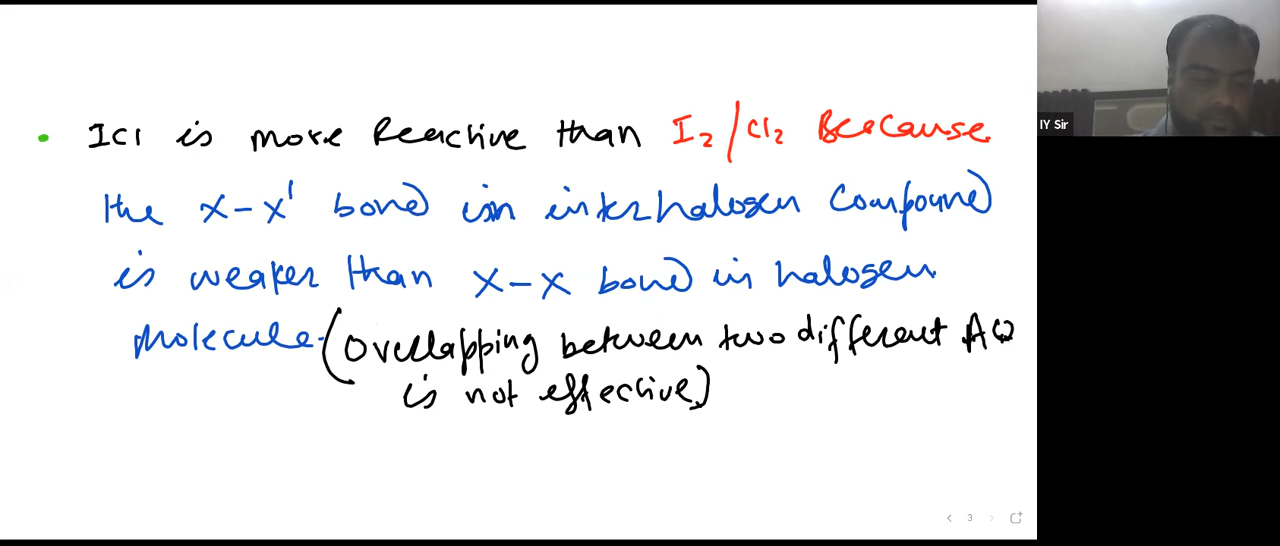 • ICl is more Reactive than I₂/Cl₂ Because
the X-X' bond in interhalogen compound
is weaker than X-X bond in halogen
molecule. (overlapping between two different AO
is not effective)
IY Sir
3